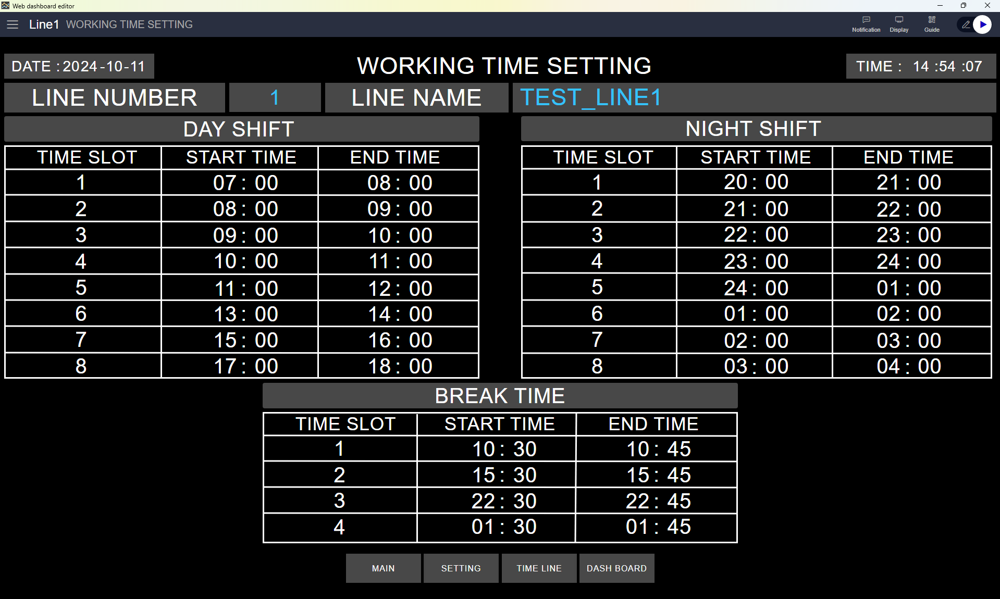 Web dashboard editor
Line1 WORKING TIME SETTING
Notification Display Guide
DATE :2024-10-11
WORKING TIME SETTING
TIME : 14 :54 :07
LINE NUMBER 1 LINE NAME TEST_LINE1
DAY SHIFT
TIME SLOT START TIME END TIME
1 07 : 00 08 : 00
2 08 : 00 09 : 00
3 09 : 00 10 : 00
4 10 : 00 11 : 00
5 11 : 00 12 : 00
6 13 : 00 14 : 00
7 15 : 00 16 : 00
8 17 : 00 18 : 00
NIGHT SHIFT
TIME SLOT START TIME END TIME
1 20 : 00 21 : 00
2 21 : 00 22 : 00
3 22 : 00 23 : 00
4 23 : 00 24 : 00
5 24 : 00 01 : 00
6 01 : 00 02 : 00
7 02 : 00 03 : 00
8 03 : 00 04 : 00
BREAK TIME
TIME SLOT START TIME END TIME
1 10 : 30 10 : 45
2 15 : 30 15 : 45
3 22 : 30 22 : 45
4 01 : 30 01 : 45
MAIN SETTING TIME LINE DASH BOARD